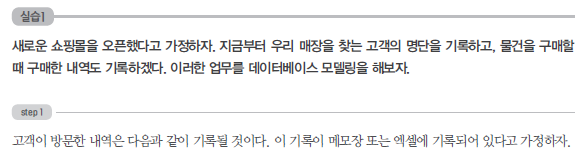 실습1
새로운 쇼핑몰을 오픈했다고 가정하자. 지금부터 우리 매장을 찾는 고객의 명단을 기록하고, 물건을 구매할
때 구매한 내역도 기록하겠다. 이러한 업무를 데이터베이스 모델링을 해보자.
step 1
고객이 방문한 내역은 다음과 같이 기록될 것이다. 이 기록이 메모장 또는 엑셀에 기록되어 있다고 가정하자.